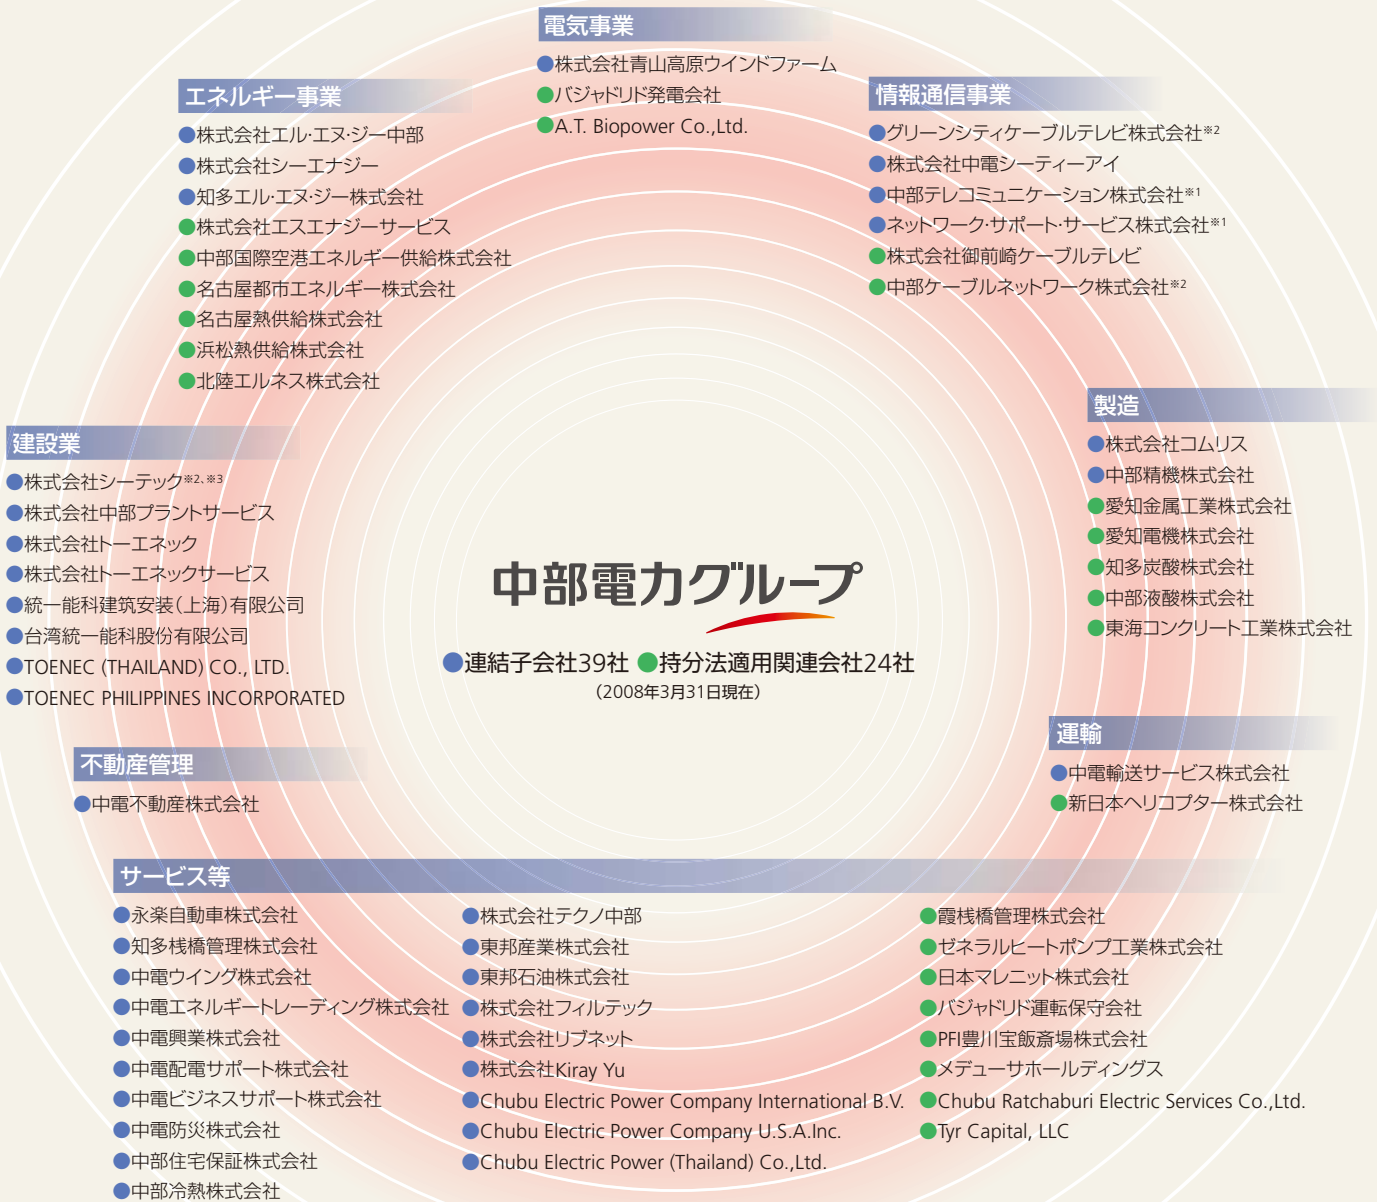 電気事業
●株式会社青山高原ウインドファーム
●バジャドリド発電会社
●A.T. Biopower Co.,Ltd.
エネルギー事業
●株式会社エル・エヌ・ジー中部
●株式会社シーエナジー
●知多エル・エヌ・ジー株式会社
●株式会社エスエナジーサービス
●中部国際空港エネルギー供給株式会社
●名古屋都市エネルギー株式会社
●名古屋熱供給株式会社
●浜松熱供給株式会社
●北陸エルネス株式会社
情報通信事業
●グリーンシティケーブルテレビ株式会社※2
●株式会社中電シーティーアイ
●中部テレコミュニケーション株式会社※1
●ネットワーク・サポート・サービス株式会社※1
●株式会社御前崎ケーブルテレビ
●中部ケーブルネットワーク株式会社※2
建設業
●株式会社シーテック※2、※3
●株式会社中部プラントサービス
●株式会社トーエネック
●株式会社トーエネックサービス
●統一能科建筑安装(上海)有限公司
●台湾統一能科股份有限公司
●TOENEC (THAILAND) CO., LTD.
●TOENEC PHILIPPINES INCORPORATED
製造
●株式会社コムリス
●中部精機株式会社
●愛知金属工業株式会社
●愛知電機株式会社
●知多炭酸株式会社
●中部液酸株式会社
●東海コンクリート工業株式会社
中部電力グループ
●連結子会社39社 ●持分法適用関連会社24社
(2008年3月31日現在)
不動産管理
●中電不動産株式会社
運輸
●中電輸送サービス株式会社
●新日本ヘリコプター株式会社
サービス等
●永楽自動車株式会社
●知多桟橋管理株式会社
●中電ウイング株式会社
●中電エネルギートレーディング株式会社
●中電興業株式会社
●中電配電サポート株式会社
●中電ビジネスサポート株式会社
●中電防災株式会社
●中部住宅保証株式会社
●中部冷熱株式会社
●株式会社テクノ中部
●東邦産業株式会社
●東邦石油株式会社
●株式会社フィルテック
●株式会社リブネット
●株式会社Kiray Yu
●Chubu Electric Power Company International B.V.
●Chubu Electric Power Company U.S.A.Inc.
●Chubu Electric Power (Thailand) Co.,Ltd.
●霞桟橋管理株式会社
●ゼネラルヒートポンプ工業株式会社
●日本マレニット株式会社
●バジャドリド運転保守会社
●PFI豊川宝飯斎場株式会社
●メデューサホールディングス
●Chubu Ratchaburi Electric Services Co.,Ltd.
●Tyr Capital, LLC